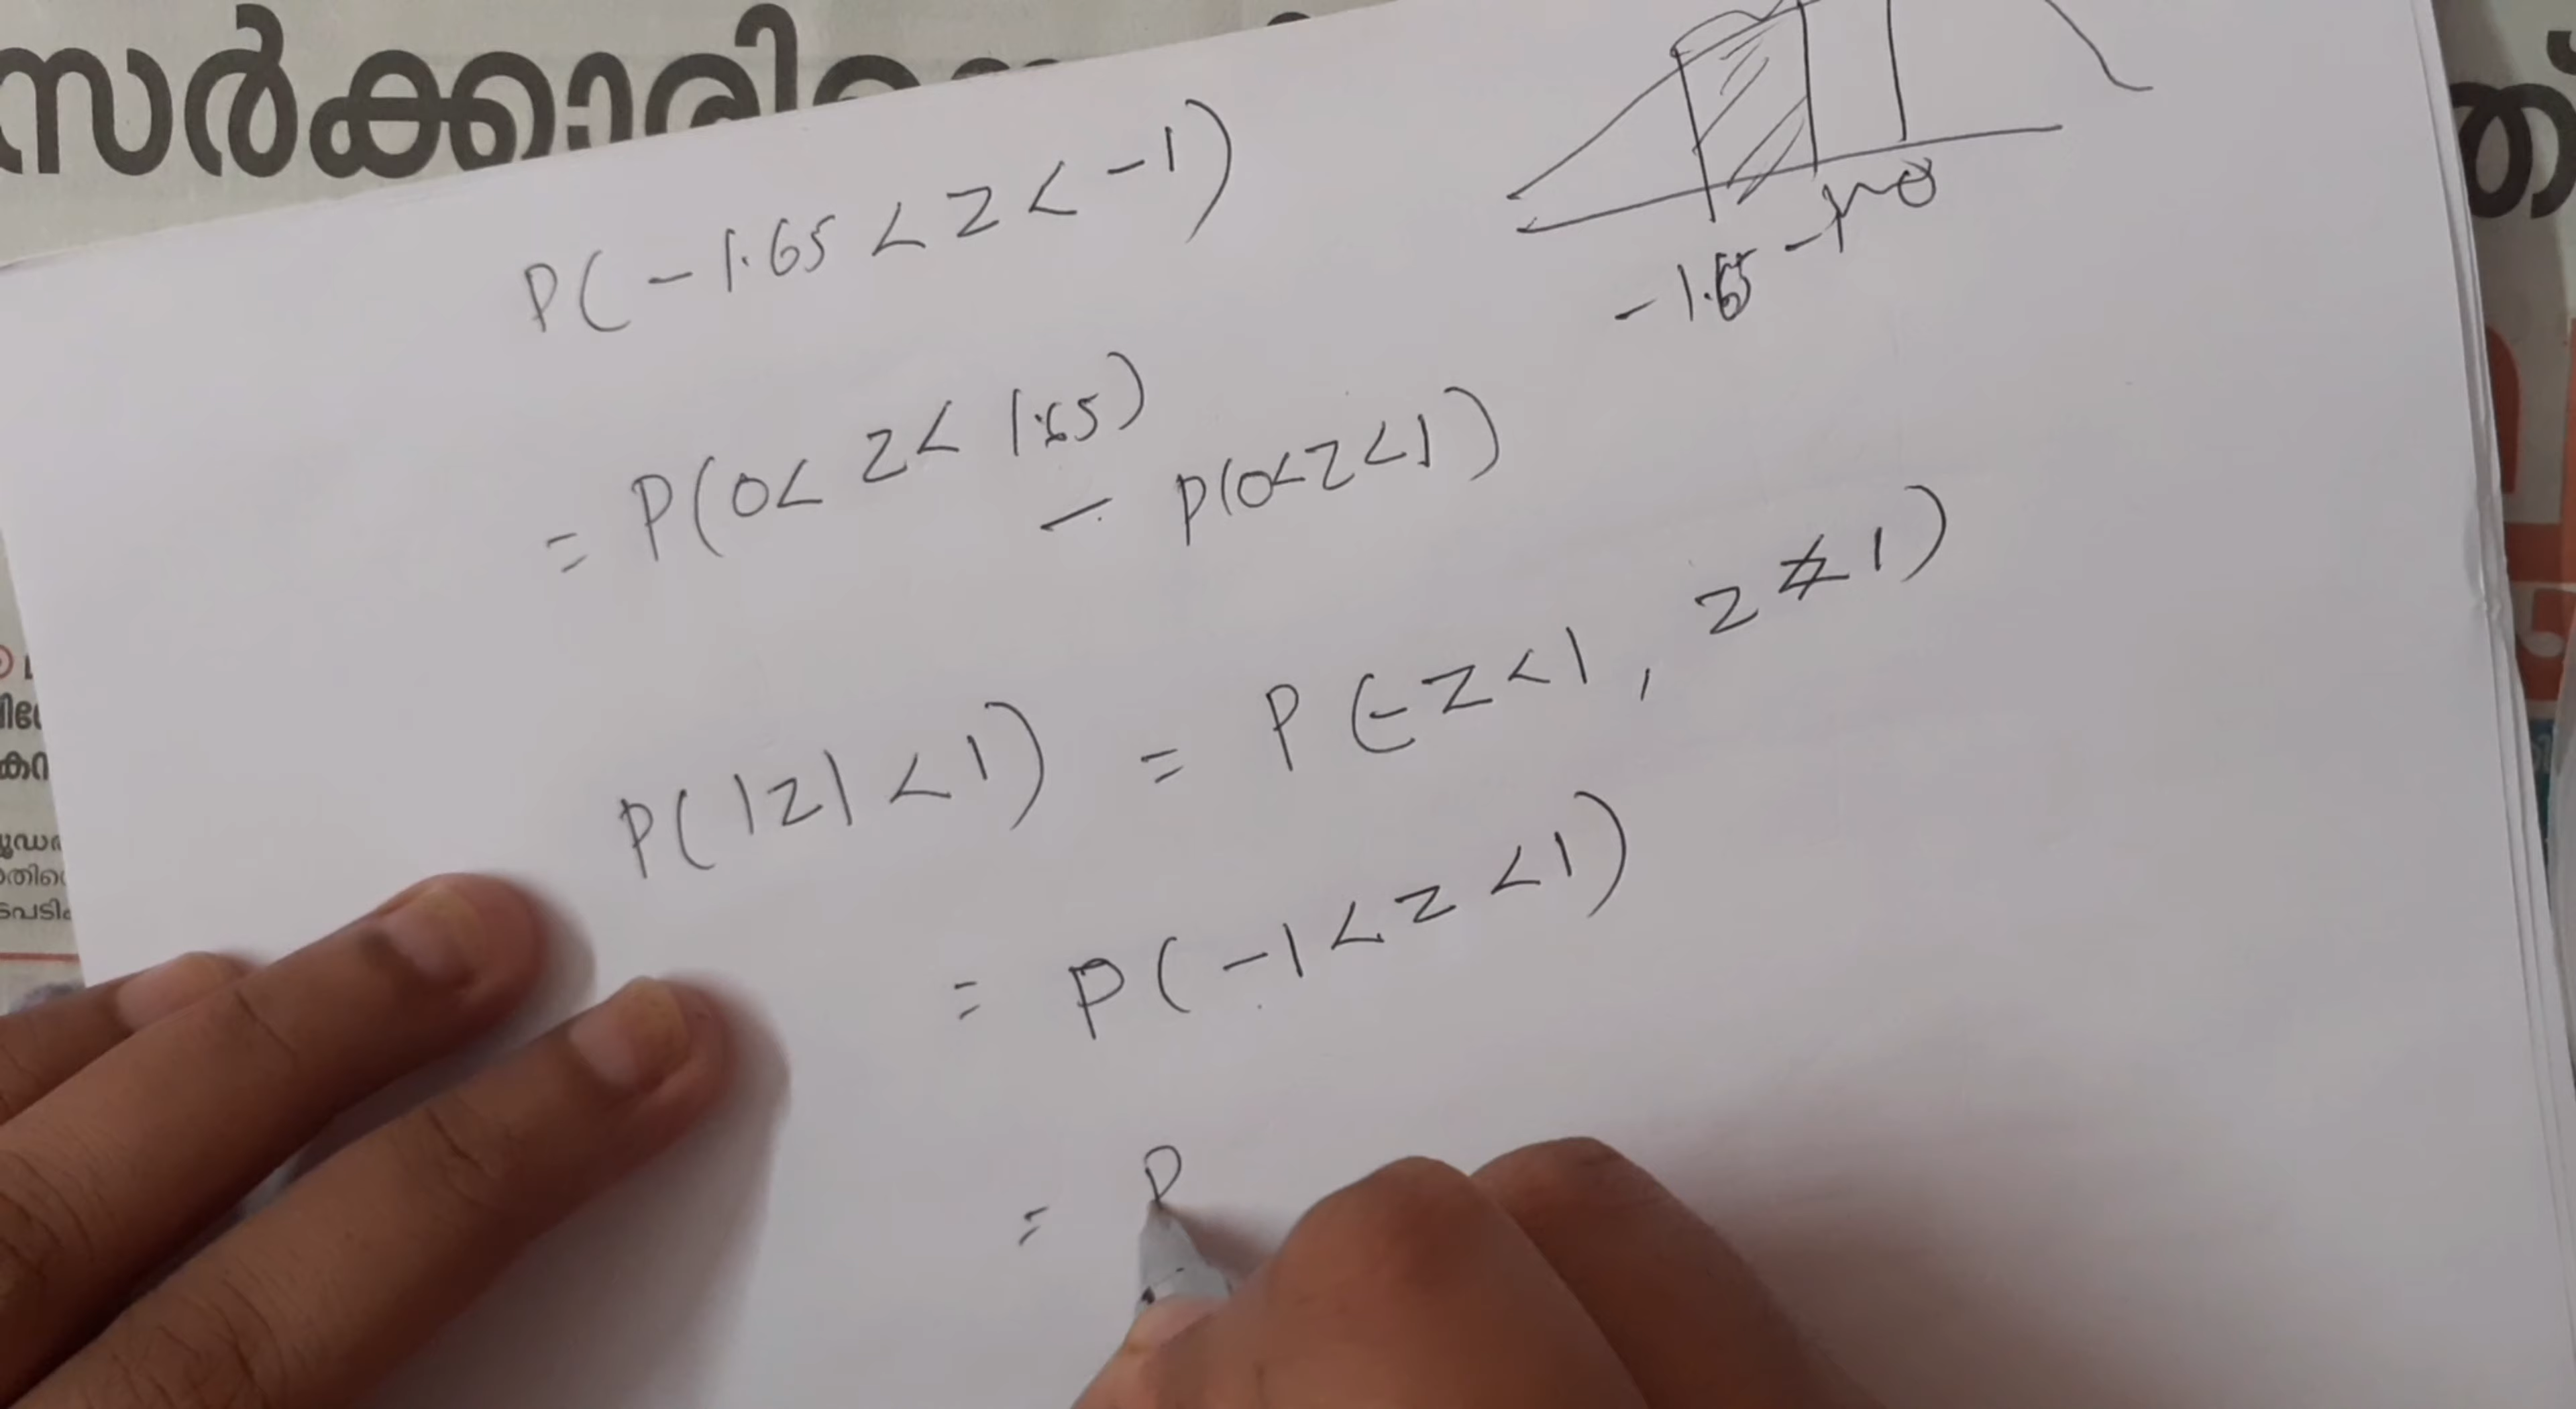 സർക്കാരിന്റെ
P(-1.65 < Z < -1)
-1.65 -1 0
= P(0 < Z < 1.65)
- P(0 < Z < 1)
P(|Z| < 1) = P(-Z < 1, Z < 1)
= P(-1 < Z < 1)
= P